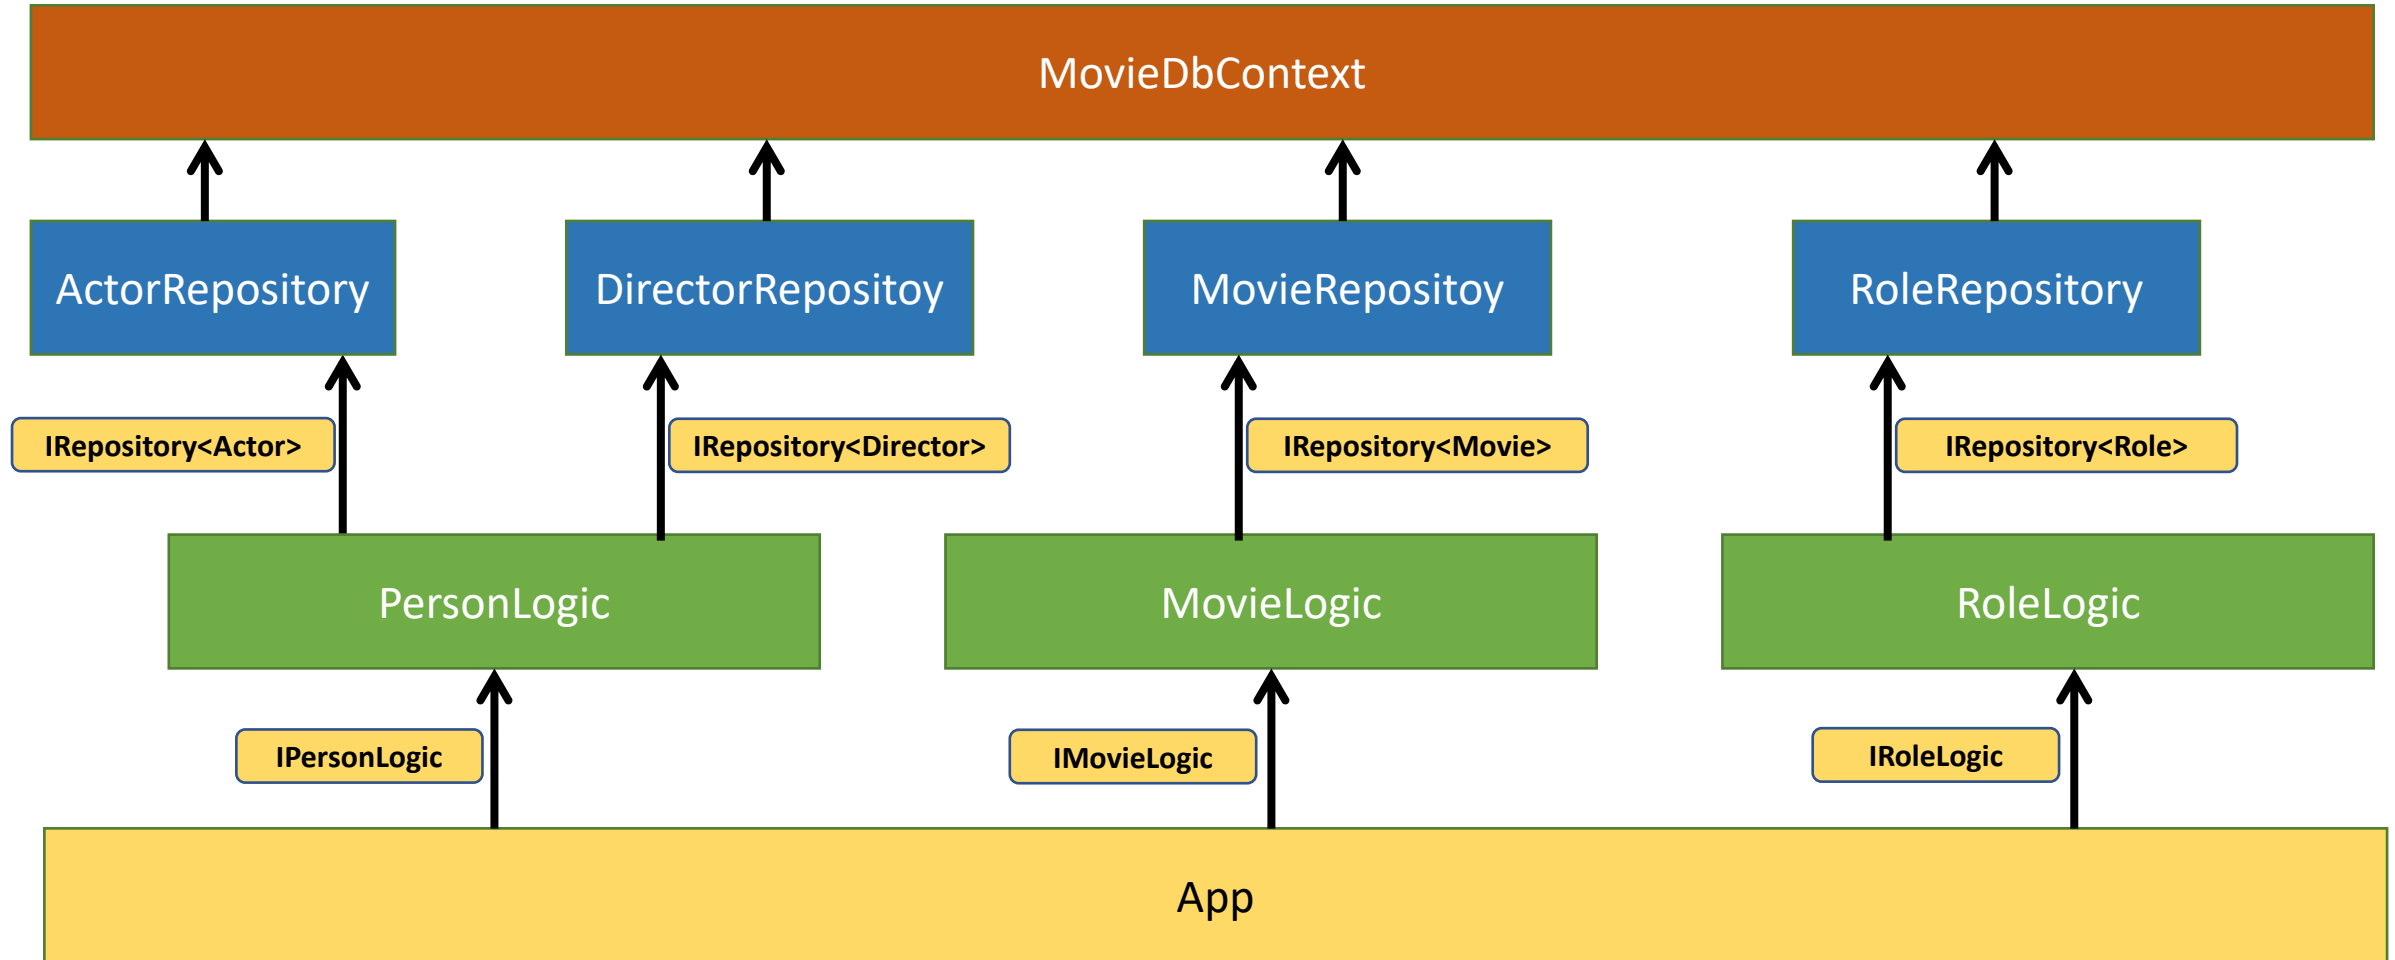 MovieDbContext
ActorRepository
DirectorRepositoy
MovieRepositoy
RoleRepository
IRepository<Actor>
IRepository<Director>
IRepository<Movie>
IRepository<Role>
PersonLogic
MovieLogic
RoleLogic
IPersonLogic
IMovieLogic
IRoleLogic
App